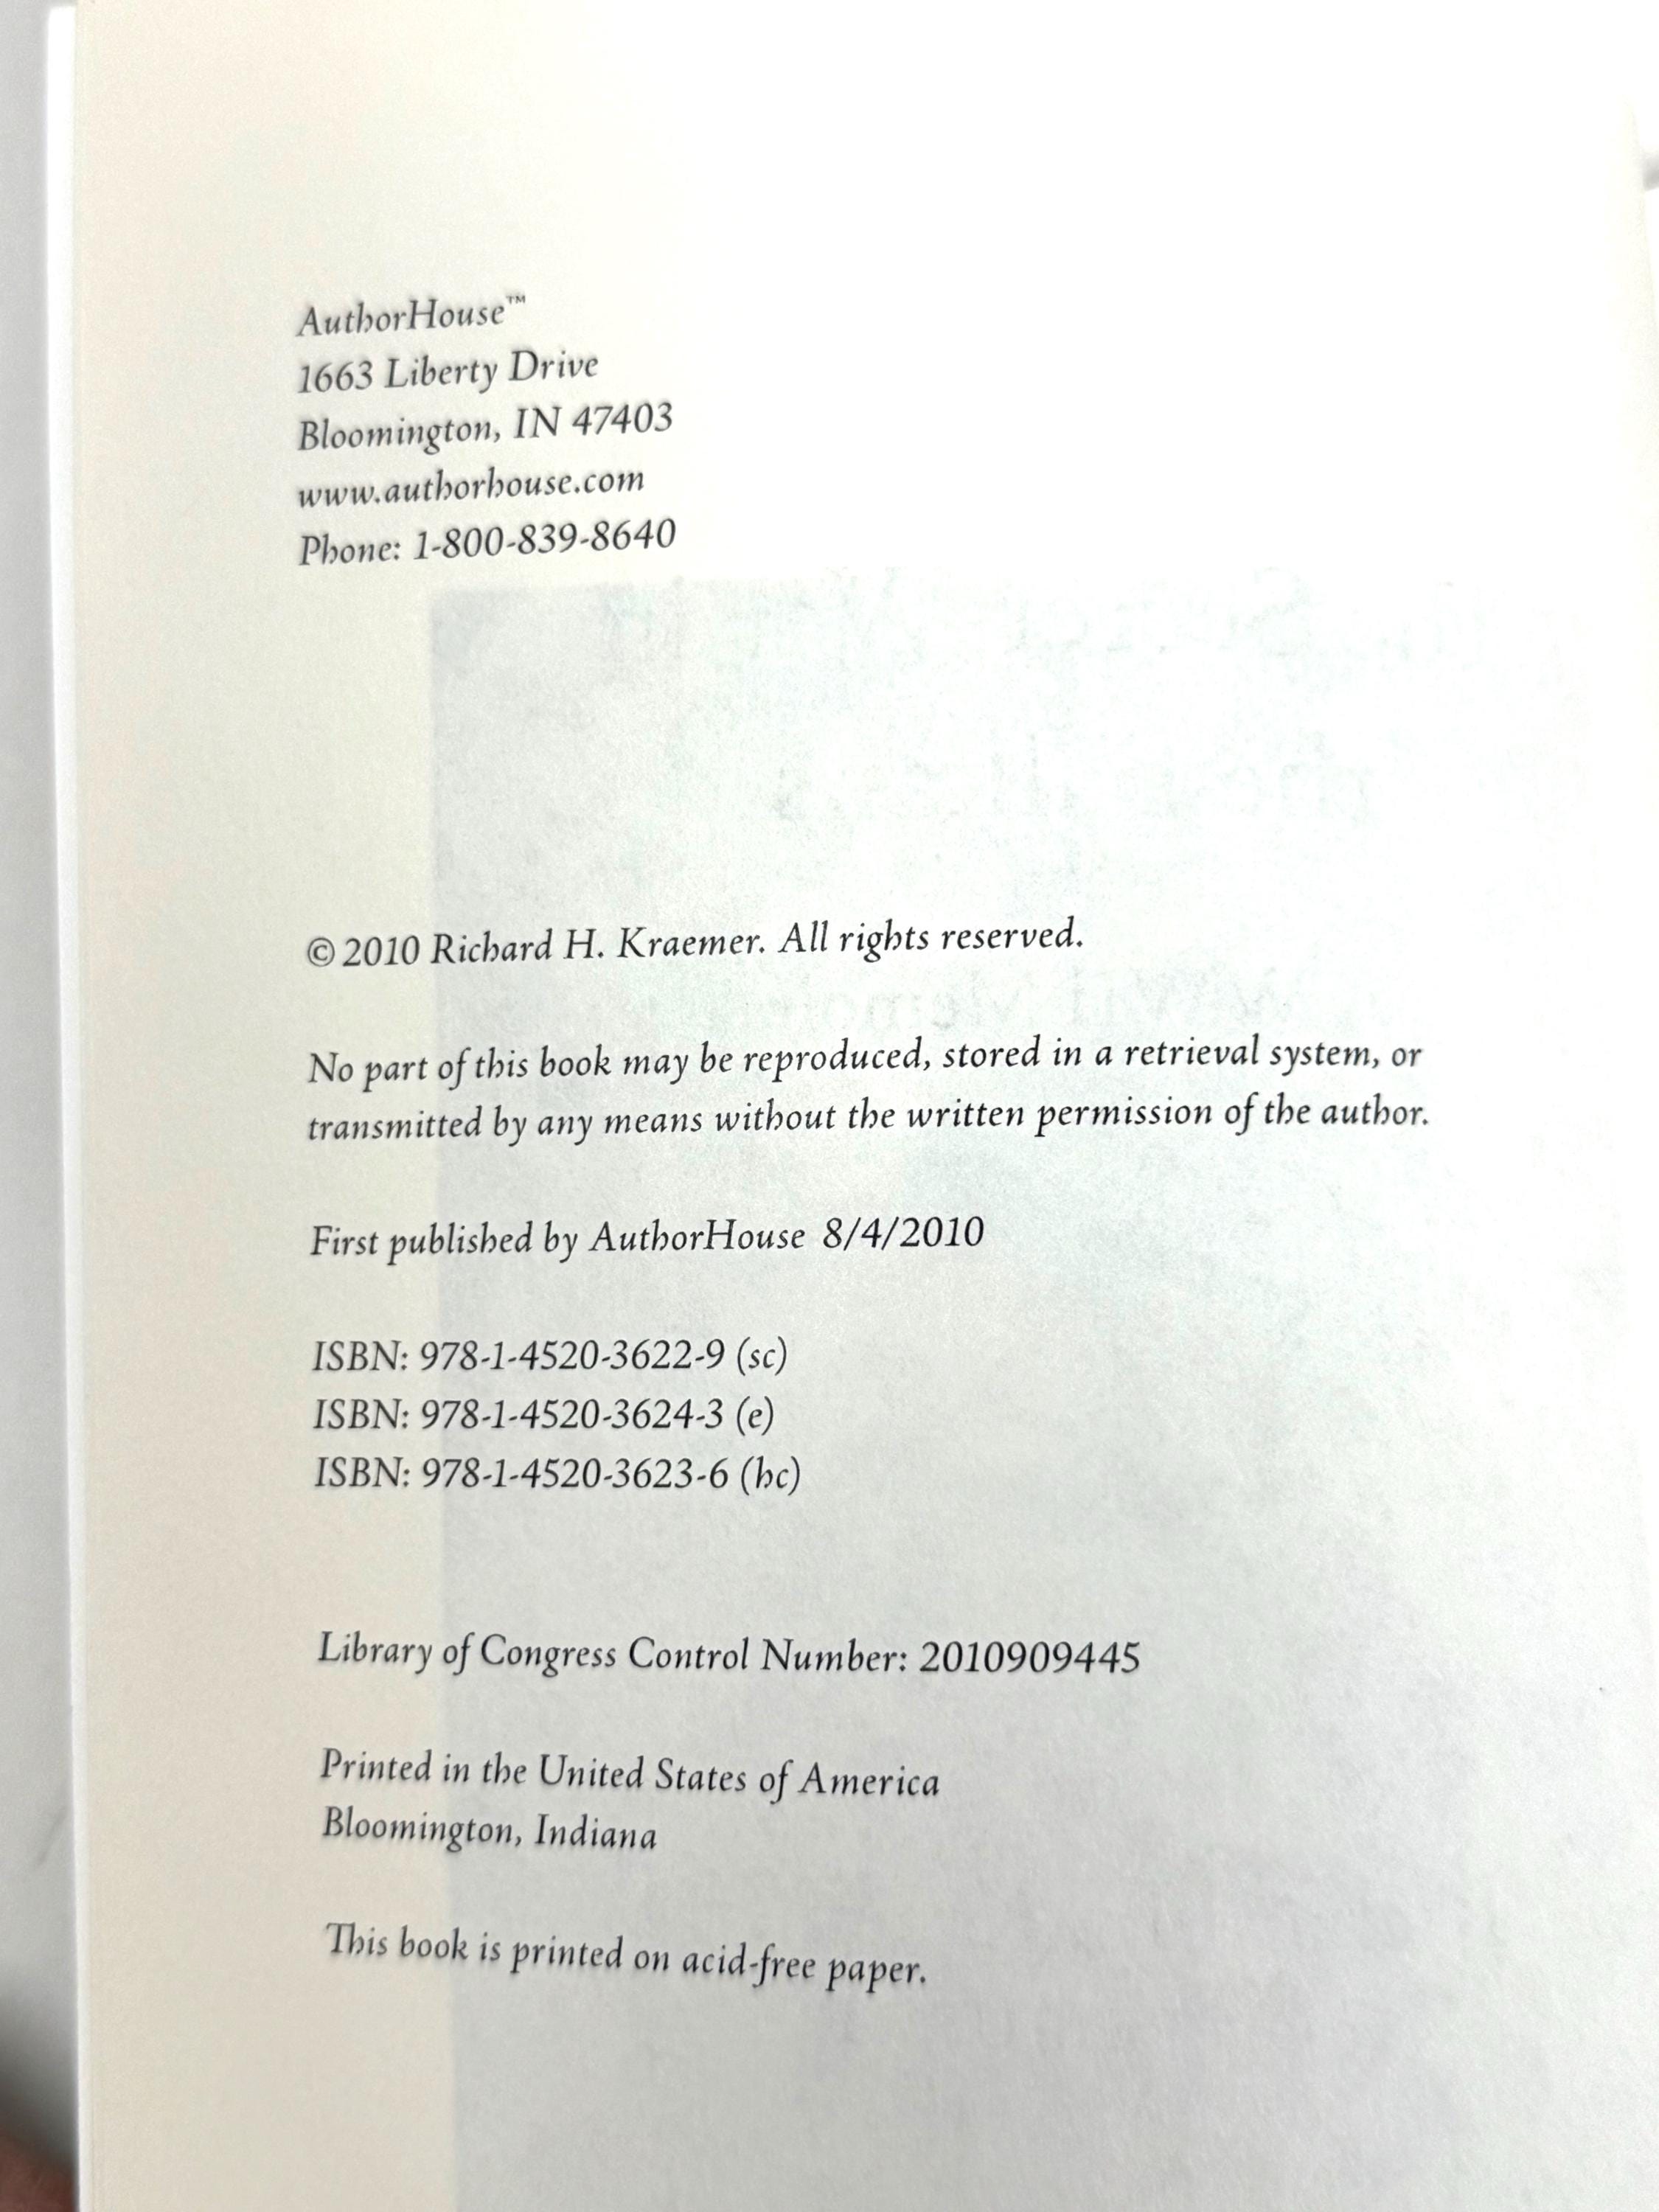 AuthorHouse™
1663 Liberty Drive
Bloomington, IN 47403
www.authorhouse.com
Phone: 1-800-839-8640
© 2010 Richard H. Kraemer. All rights reserved.
No part of this book may be reproduced, stored in a retrieval system, or
transmitted by any means without the written permission of the author.
First published by AuthorHouse 8/4/2010
ISBN: 978-1-4520-3622-9 (sc)
ISBN: 978-1-4520-3624-3 (e)
ISBN: 978-1-4520-3623-6 (hc)
Library of Congress Control Number: 2010909445
Printed in the United States of America
Bloomington, Indiana
This book is printed on acid-free paper.